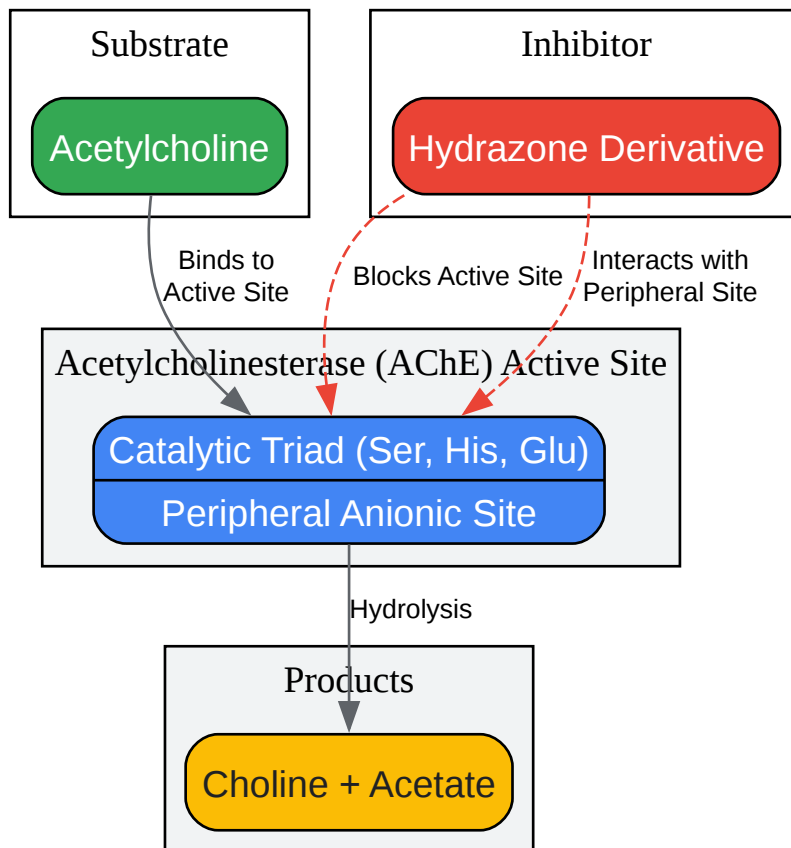 Substrate
Inhibitor
Acetylcholine
Hydrazone Derivative
Binds to
Active Site
Blocks Active Site
Interacts with
Peripheral Site
Acetylcholinesterase (AChE) Active Site
Catalytic Triad (Ser, His, Glu)
Peripheral Anionic Site
Hydrolysis
Products
Choline + Acetate